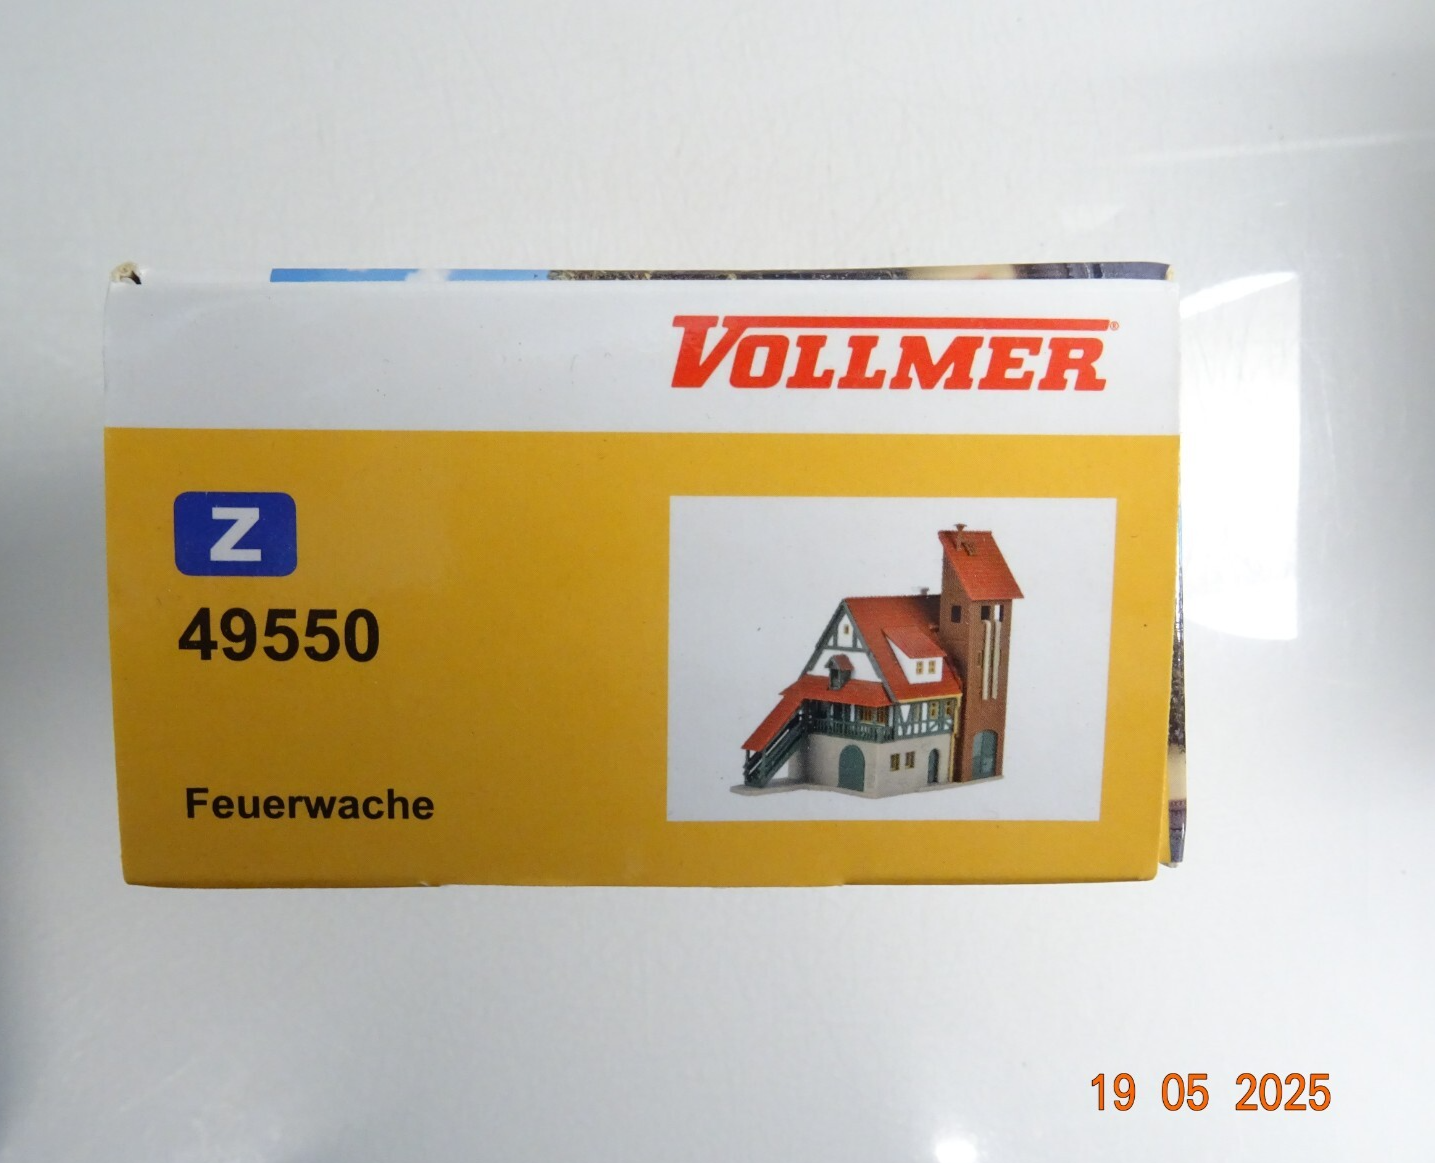 VOLLMER®
Z
49550
Feuerwache
19 05 2025